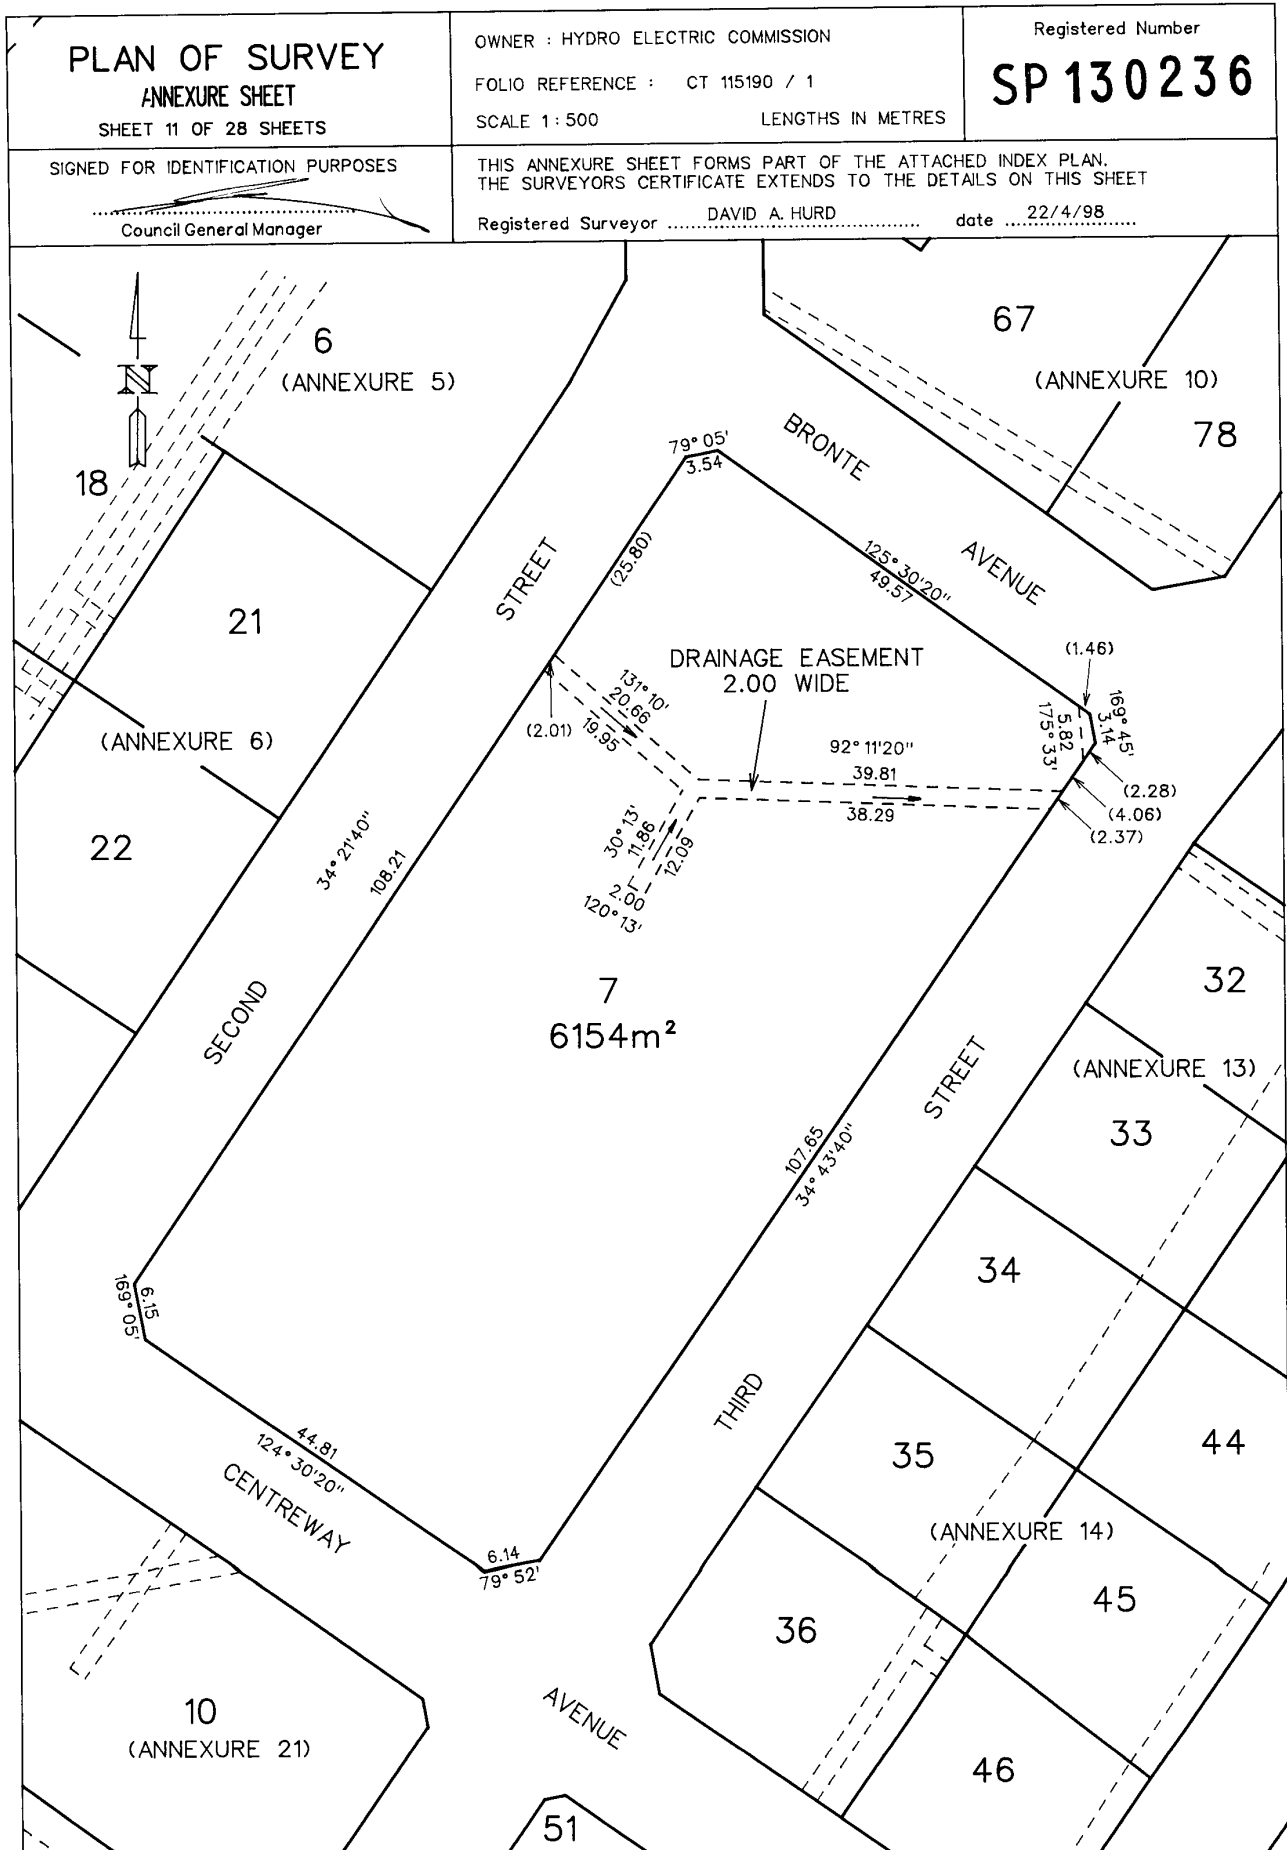 PLAN OF SURVEY
ANNEXURE SHEET
SHEET 11 OF 28 SHEETS
OWNER : HYDRO ELECTRIC COMMISSION
FOLIO REFERENCE : CT 115190 / 1
SCALE 1 : 500 LENGTHS IN METRES
Registered Number
SP 130236
SIGNED FOR IDENTIFICATION PURPOSES
Council General Manager
THIS ANNEXURE SHEET FORMS PART OF THE ATTACHED INDEX PLAN.
THE SURVEYORS CERTIFICATE EXTENDS TO THE DETAILS ON THIS SHEET
Registered Surveyor DAVID A. HURD date 22/4/98
N
6
(ANNEXURE 5)
67
(ANNEXURE 10)
78
18
BRONTE
AVENUE
79° 05'
3.54
(25.80)
STREET
125° 30'20"
49.57
21
DRAINAGE EASEMENT
2.00 WIDE
(1.46)
169° 45'
3.14
5.82
175° 33'
131° 10'
20.66
19.95
(2.01)
(ANNEXURE 6)
92° 11'20"
39.81
38.29
(2.28)
(4.06)
(2.37)
30° 13'
11.86
12.09
2.00
120° 13'
22
34° 21'40"
108.21
7
6154m²
SECOND
32
(ANNEXURE 13)
33
STREET
107.65
34° 43'40"
34
6.15
169° 05'
THIRD
35
44
44.81
124° 30'20"
CENTREWAY
(ANNEXURE 14)
6.14
79° 52'
45
36
10
(ANNEXURE 21)
AVENUE
46
51